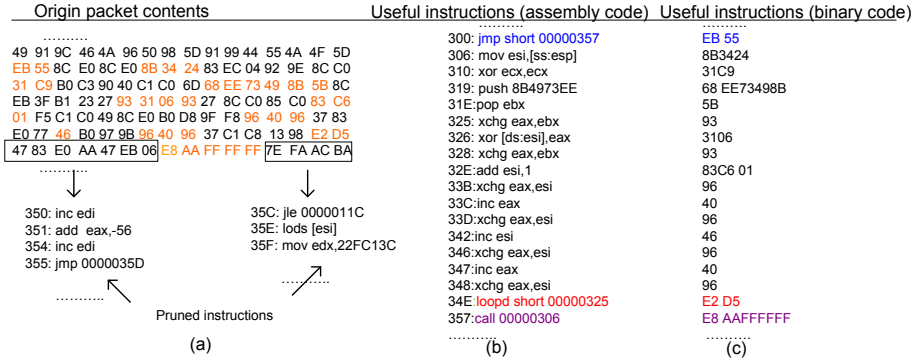 Origin packet contents
............
49 91 9C 46 4A 96 50 98 5D 91 99 44 55 4A 4F 5D
EB 55 8C E0 8C E0 8B 34 24 83 EC 04 92 9E 8C C0
31 C9 B0 C3 90 40 C1 C0 6D 68 EE 73 49 8B 5B 8C
EB 3F B1 23 27 93 31 06 93 27 8C C0 85 C0 83 C6
01 F5 C1 C0 49 8C E0 B0 D8 9F F8 96 40 96 37 83
E0 77 46 B0 97 9B 96 40 96 37 C1 C8 13 98 E2 D5
47 83 E0 AA 47 EB 06 E8 AA FF FF FF 7E FA AC BA
............
350: inc edi
351: add eax,-56
354: inc edi
355: jmp 0000035D
...........
35C: jle 0000011C
35E: lods [esi]
35F: mov edx,22FC13C
...........
Pruned instructions
(a)
Useful instructions (assembly code)
300: jmp short 00000357
306: mov esi,[ss:esp]
310: xor ecx,ecx
319: push 8B4973EE
31E: pop ebx
325: xchg eax,ebx
326: xor [ds:esi],eax
328: xchg eax,ebx
32E: add esi,1
33B:xchg eax,esi
33C: inc eax
33D:xchg eax,esi
342:inc esi
346:xchg eax,esi
347:inc eax
348:xchg eax,esi
34E:loopd short 00000325
357:call 00000306
...........
(b)
Useful instructions (binary code)
EB 55
8B3424
31C9
68 EE73498B
5B
93
3106
93
83C6 01
96
40
96
46
96
40
96
E2 D5
E8 AAFFFFFF
...........
(c)